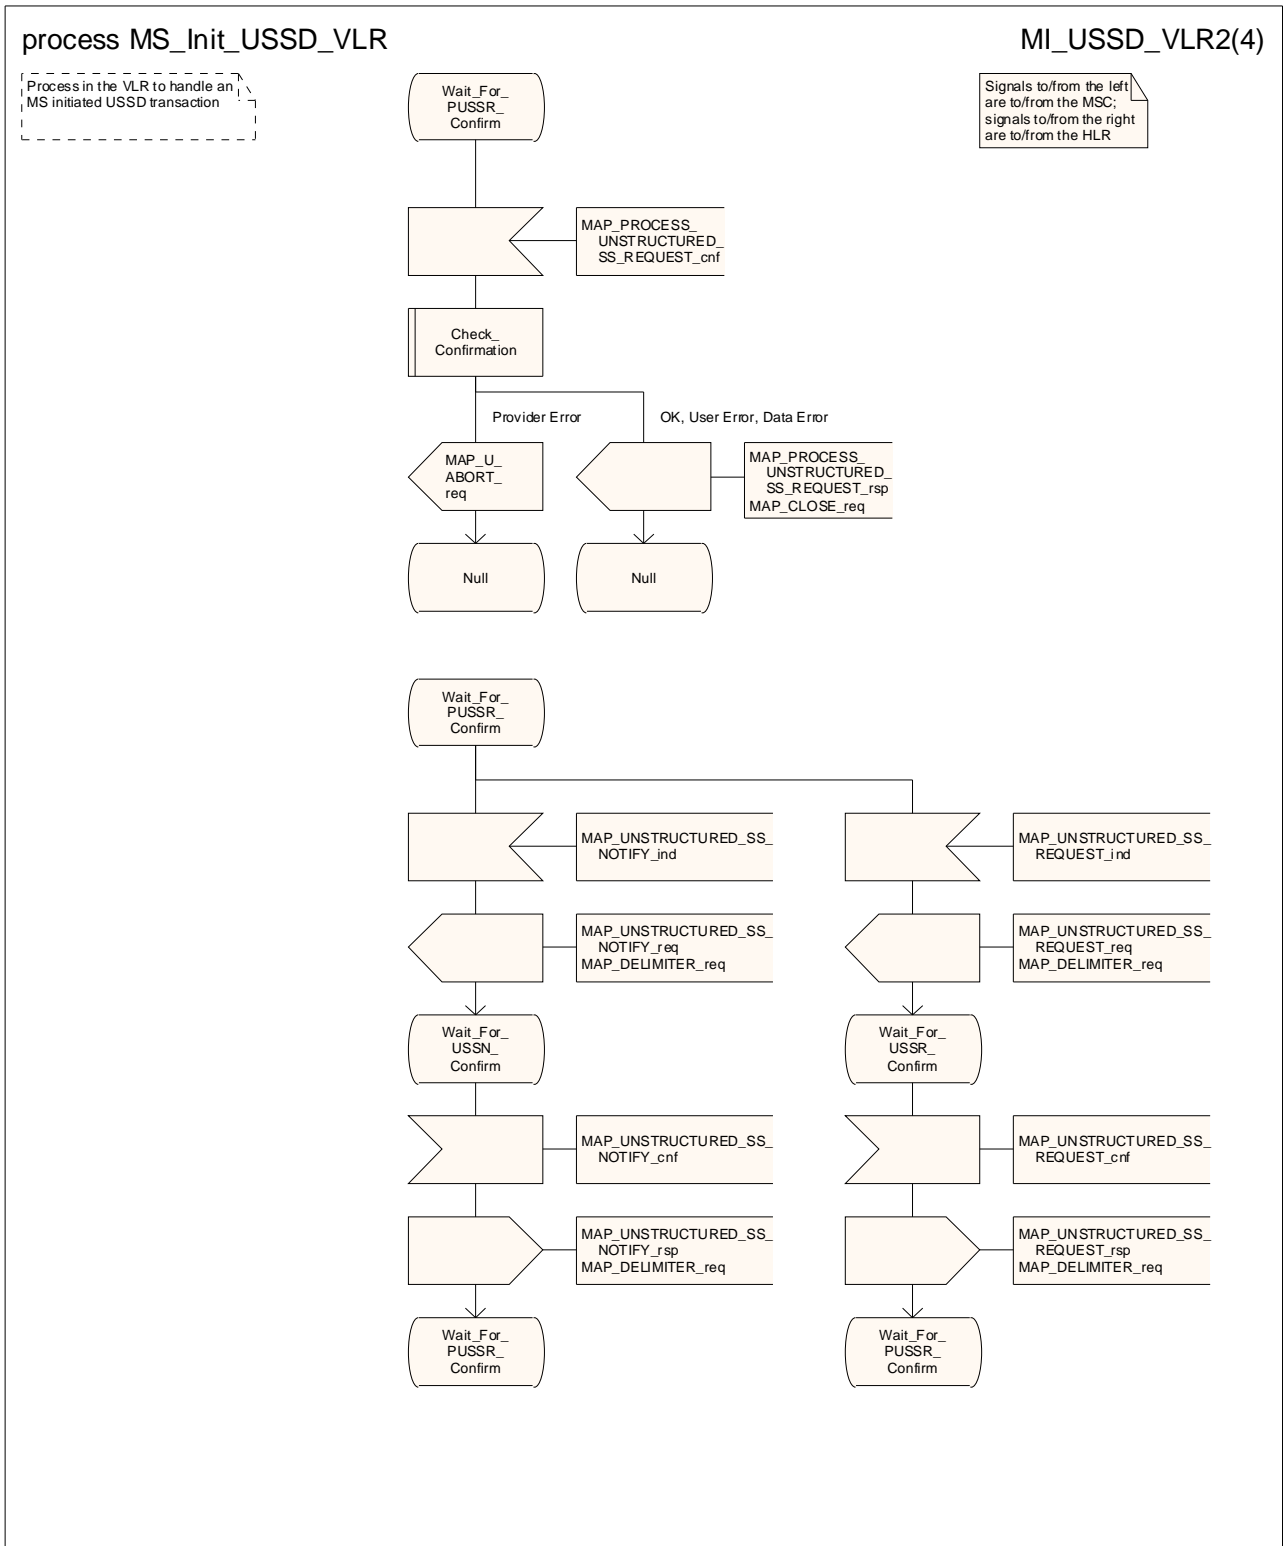 process MS_Init_USSD_VLR
MI_USSD_VLR2(4)
Process in the VLR to handle an
MS initiated USSD transaction
Signals to/from the left
are to/from the MSC;
signals to/from the right
are to/from the HLR
Wait_For_
PUSSR_
Confirm
MAP_PROCESS_
UNSTRUCTURED_
SS_REQUEST_cnf
Check_
Confirmation
Provider Error
OK, User Error, Data Error
MAP_U_
ABORT_
req
MAP_PROCESS_
UNSTRUCTURED_
SS_REQUEST_rsp
MAP_CLOSE_req
Null
Null
Wait_For_
PUSSR_
Confirm
MAP_UNSTRUCTURED_SS_
NOTIFY_ind
MAP_UNSTRUCTURED_SS_
REQUEST_ind
MAP_UNSTRUCTURED_SS_
NOTIFY_req
MAP_DELIMITER_req
MAP_UNSTRUCTURED_SS_
REQUEST_req
MAP_DELIMITER_req
Wait_For_
USSN_
Confirm
Wait_For_
USSR_
Confirm
MAP_UNSTRUCTURED_SS_
NOTIFY_cnf
MAP_UNSTRUCTURED_SS_
REQUEST_cnf
MAP_UNSTRUCTURED_SS_
NOTIFY_rsp
MAP_DELIMITER_req
MAP_UNSTRUCTURED_SS_
REQUEST_rsp
MAP_DELIMITER_req
Wait_For_
PUSSR_
Confirm
Wait_For_
PUSSR_
Confirm